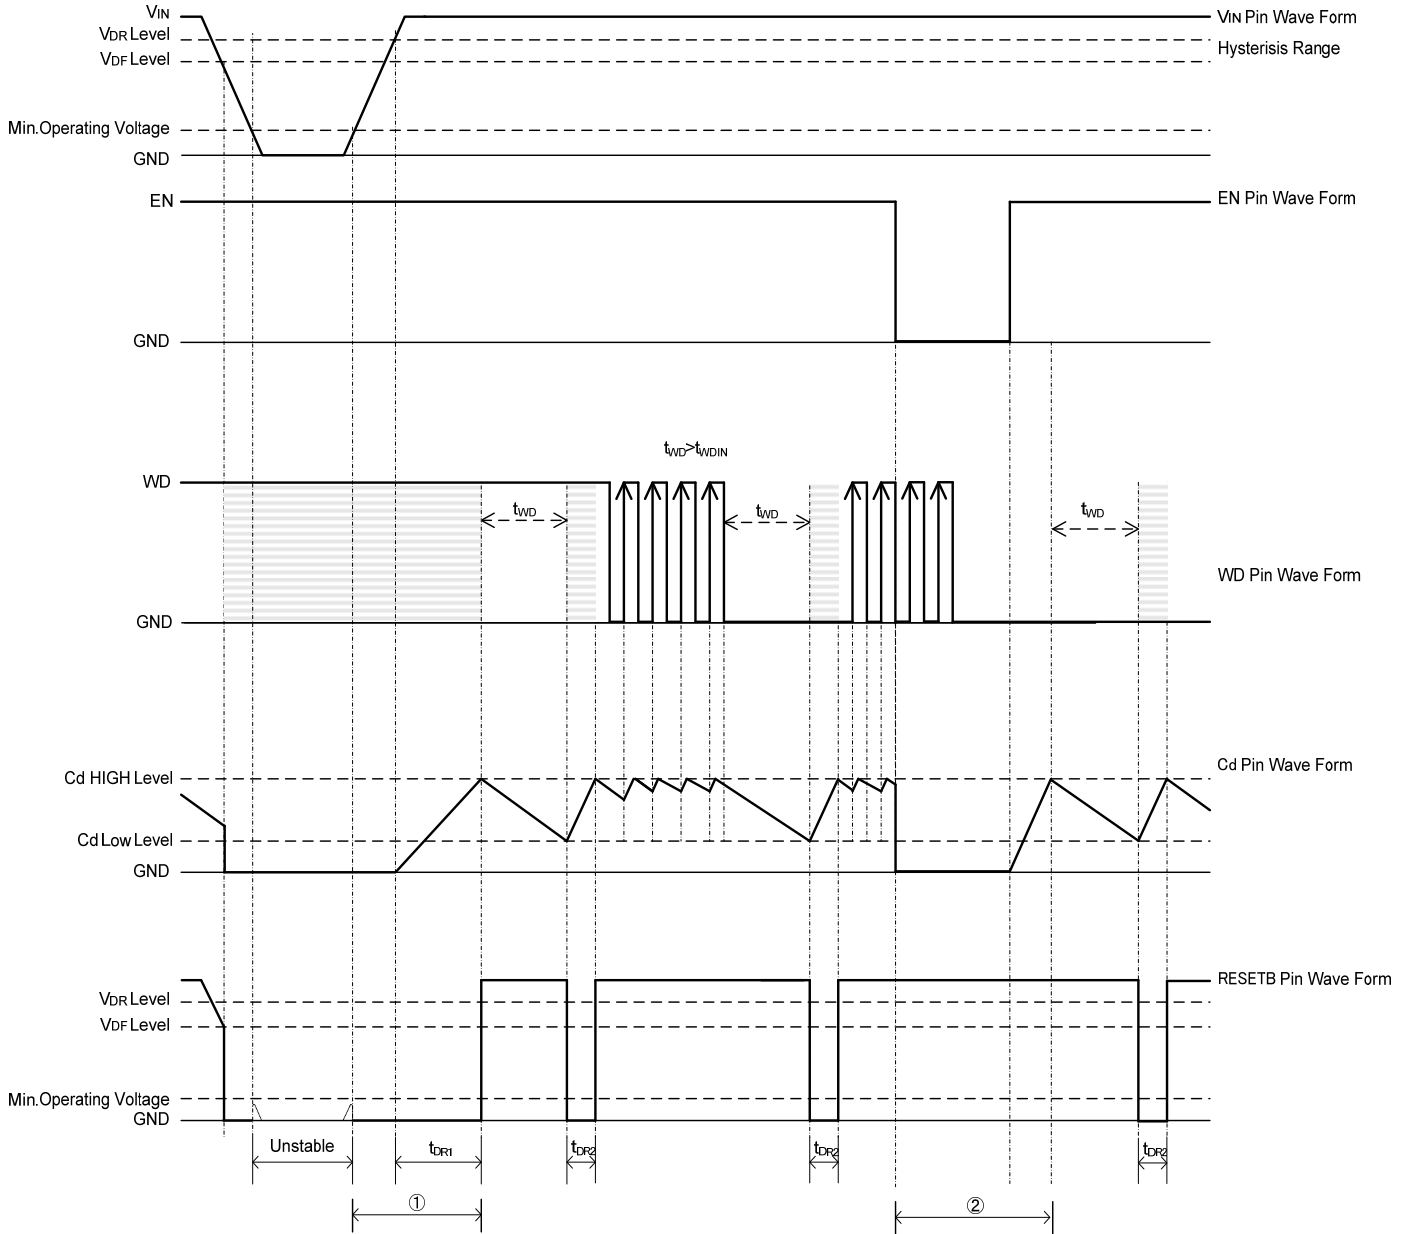 VIN
VIN Pin Wave Form
VDR Level
Hysterisis Range
VDF Level
Min.Operating Voltage
GND
EN
EN Pin Wave Form
GND
tWD>tWDIN
WD
tWD
tWD
tWD
WD Pin Wave Form
GND
Cd HIGH Level
Cd Pin Wave Form
Cd Low Level
GND
RESETB Pin Wave Form
VDR Level
VDF Level
Min.Operating Voltage
GND
Unstable
tDR1
tDR2
tDR2
tDR2
①
②